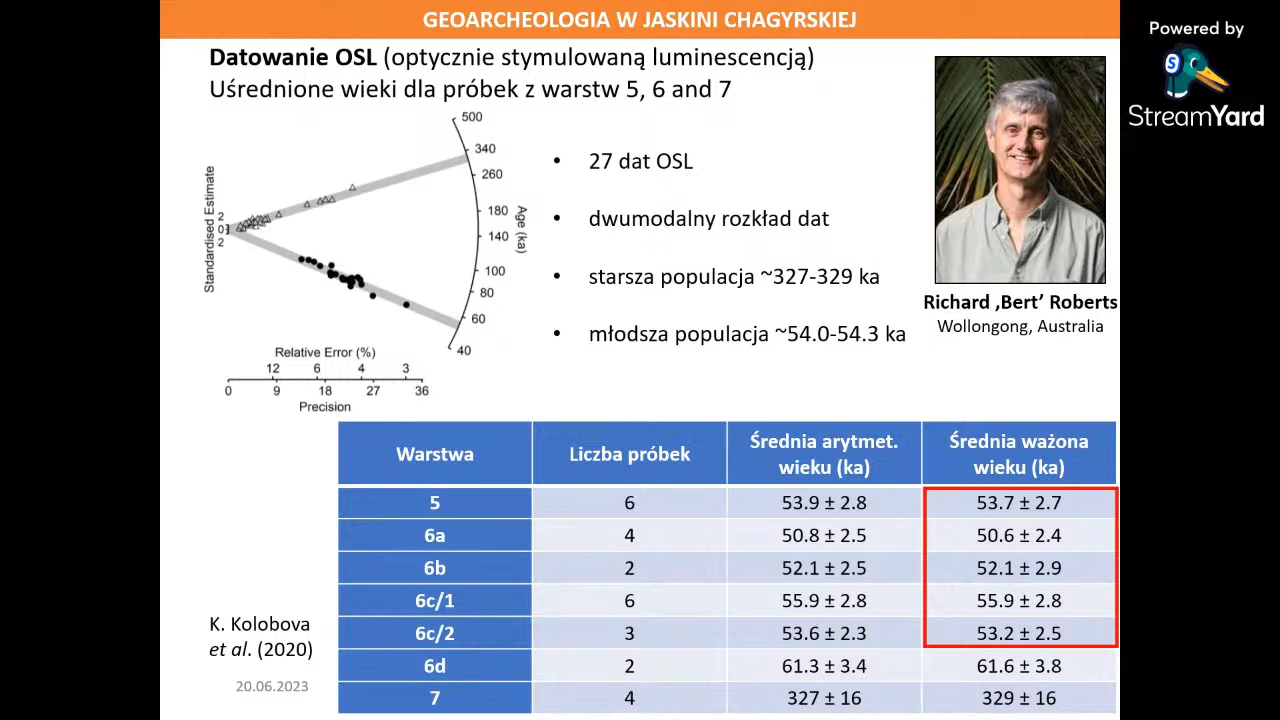 GEOARCHEOLOGIA W JASKINI CHAGYRSKIEJ
Powered by
StreamYard
Datowanie OSL (optycznie stymulowaną luminescencją)
Uśrednione wieki dla próbek z warstw 5, 6 and 7
500
340
260
180
140
100
80
60
40
Age (ka)
Standardised Estimate
2
0
2
Relative Error (%)
12 6 4 3
0 9 18 27 36
Precision
• 27 dat OSL
• dwumodalny rozkład dat
• starsza populacja ~327-329 ka
• młodsza populacja ~54.0-54.3 ka
Richard ‚Bert’ Roberts
Wollongong, Australia
Warstwa Liczba próbek Średnia arytmet. wieku (ka) Średnia ważona wieku (ka)
5 6 53.9 ± 2.8 53.7 ± 2.7
6a 4 50.8 ± 2.5 50.6 ± 2.4
6b 2 52.1 ± 2.5 52.1 ± 2.9
6c/1 6 55.9 ± 2.8 55.9 ± 2.8
6c/2 3 53.6 ± 2.3 53.2 ± 2.5
6d 2 61.3 ± 3.4 61.6 ± 3.8
7 4 327 ± 16 329 ± 16
K. Kolobova
et al. (2020)
20.06.2023